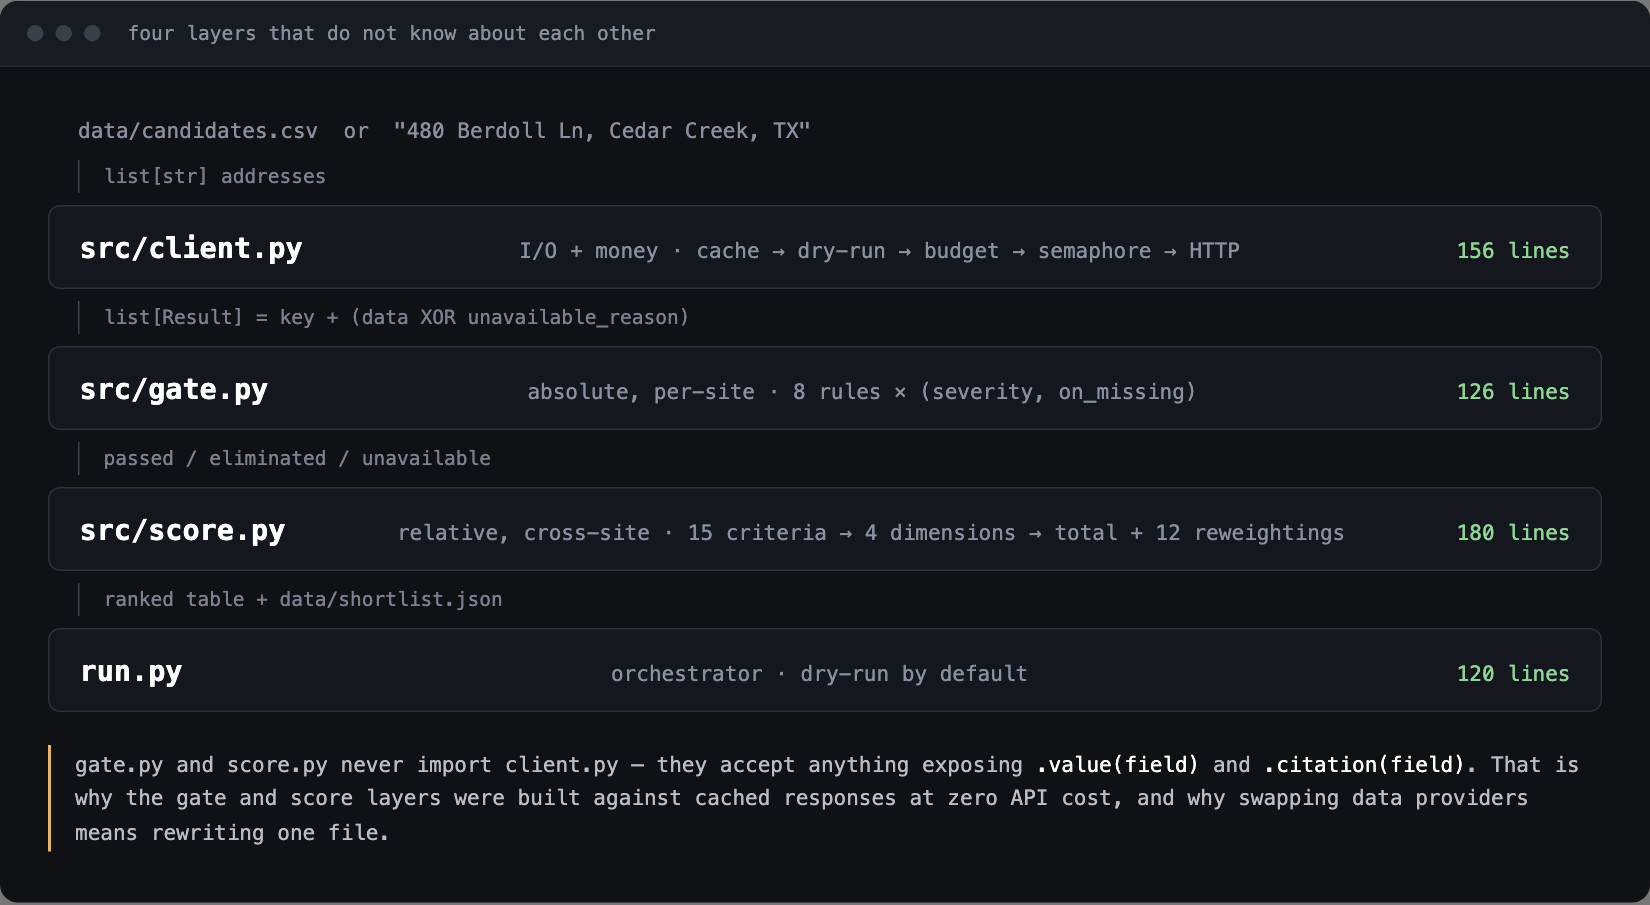 four layers that do not know about each other
data/candidates.csv or "480 Berdoll Ln, Cedar Creek, TX"
list[str] addresses
src/client.py I/O + money · cache → dry-run → budget → semaphore → HTTP 156 lines
list[Result] = key + (data XOR unavailable_reason)
src/gate.py absolute, per-site · 8 rules × (severity, on_missing) 126 lines
passed / eliminated / unavailable
src/score.py relative, cross-site · 15 criteria → 4 dimensions → total + 12 reweightings 180 lines
ranked table + data/shortlist.json
run.py orchestrator · dry-run by default 120 lines
gate.py and score.py never import client.py — they accept anything exposing .value(field) and .citation(field). That is
why the gate and score layers were built against cached responses at zero API cost, and why swapping data providers
means rewriting one file.